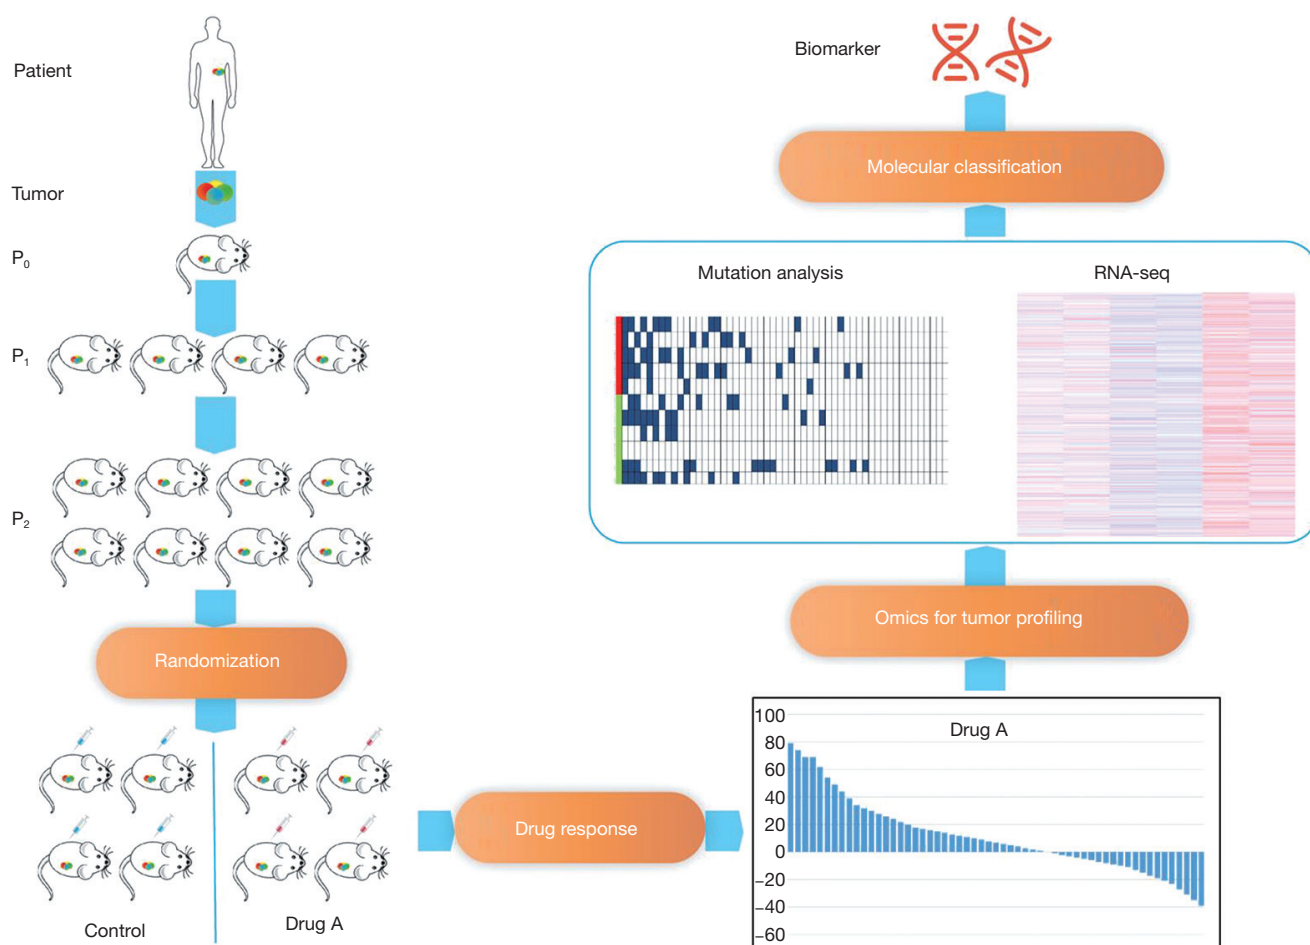 Patient
Tumor
P0
P1
P2
Randomization
Control
Drug A
Drug response
Drug A
100
80
60
40
20
0
−20
−40
−60
Omics for tumor profiling
Mutation analysis
RNA-seq
Molecular classification
Biomarker